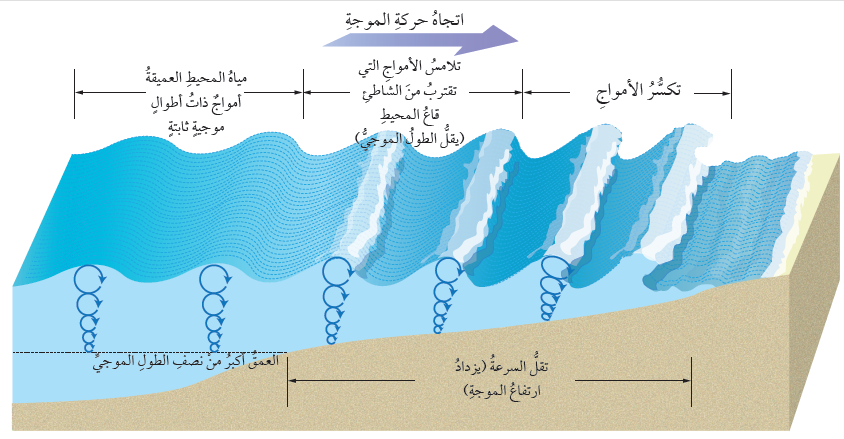 اتجاهُ حركةِ الموجةِ
تكسُّرُ الأمواجِ
تلامسُ الأمواجِ التي
تقتربُ منَ الشاطئِ
قاعُ المحيطِ
(يقلُّ الطولُ الموجيُّ)
مياهُ المحيطِ العميقةُ
أمواجٌ ذاتُ أطوالٍ
موجيةٍ ثابتةٍ
العمقُ أكبرُ منْ نصفِ الطولِ الموجيِّ
تقلُّ السرعةُ (يزدادُ
ارتفاعُ الموجةِ)